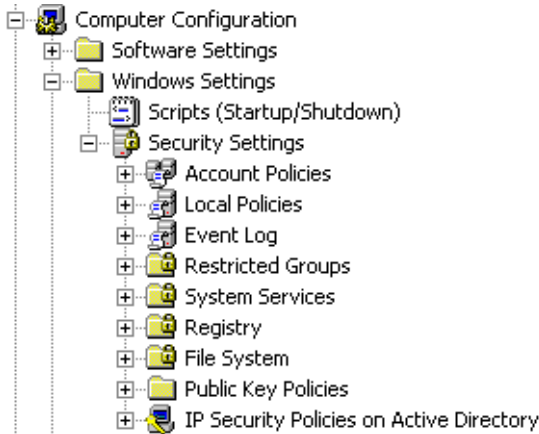 Computer Configuration
Software Settings
Windows Settings
Scripts (Startup/Shutdown)
Security Settings
Account Policies
Local Policies
Event Log
Restricted Groups
System Services
Registry
File System
Public Key Policies
IP Security Policies on Active Directory